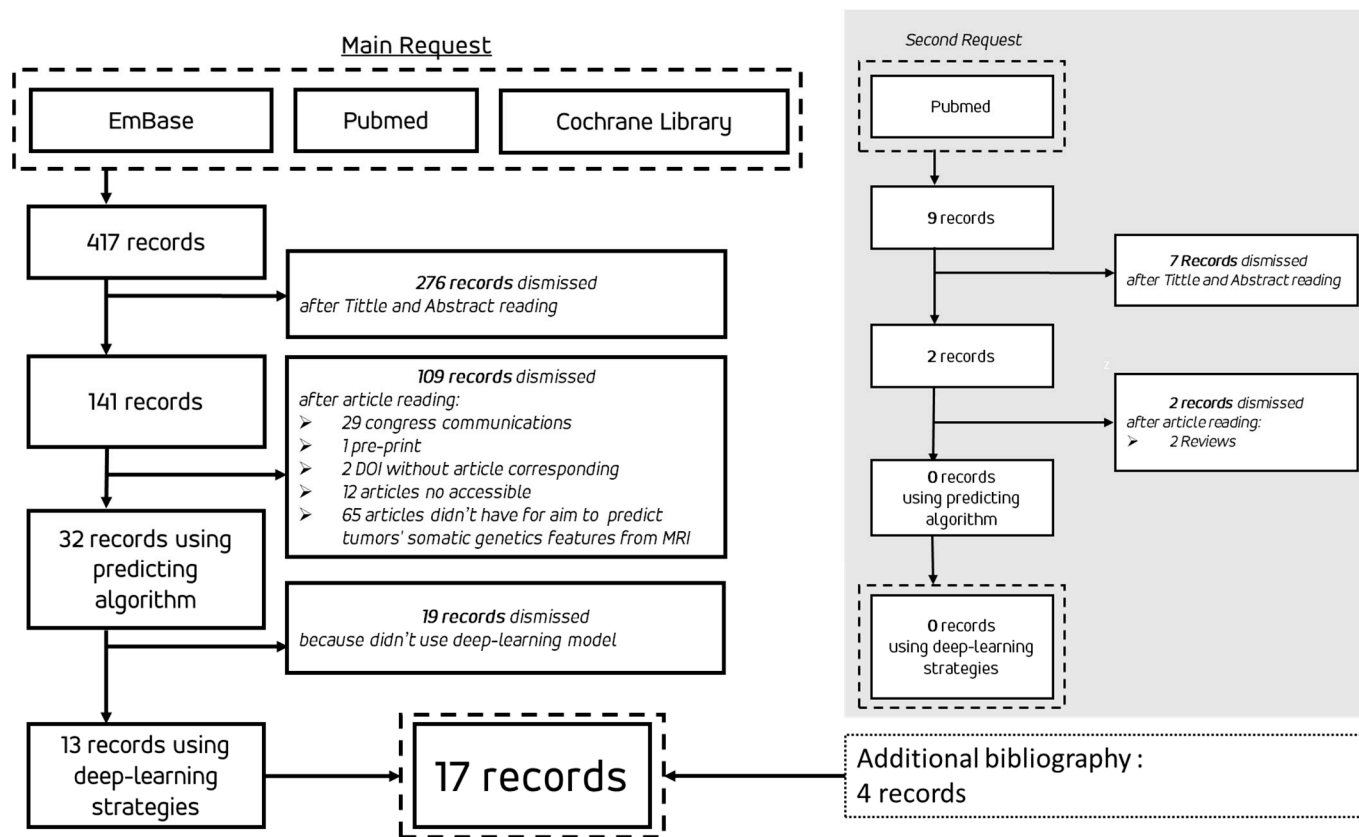 Main Request
EmBase
Pubmed
Cochrane Library
417 records
276 records dismissed
after Tittle and Abstract reading
141 records
109 records dismissed
after article reading:
➢ 29 congress communications
➢ 1 pre-print
➢ 2 DOI without article corresponding
➢ 12 articles no accessible
➢ 65 articles didn't have for aim to predict
tumors' somatic genetics features from MRI
32 records using
predicting
algorithm
19 records dismissed
because didn't use deep-learning model
13 records using
deep-learning
strategies
17 records
Second Request
Pubmed
9 records
7 Records dismissed
after Tittle and Abstract reading
2 records
z
2 records dismissed
after article reading:
➢ 2 Reviews
0 records
using predicting
algorithm
0 records
using deep-learning
strategies
Additional bibliography :
4 records